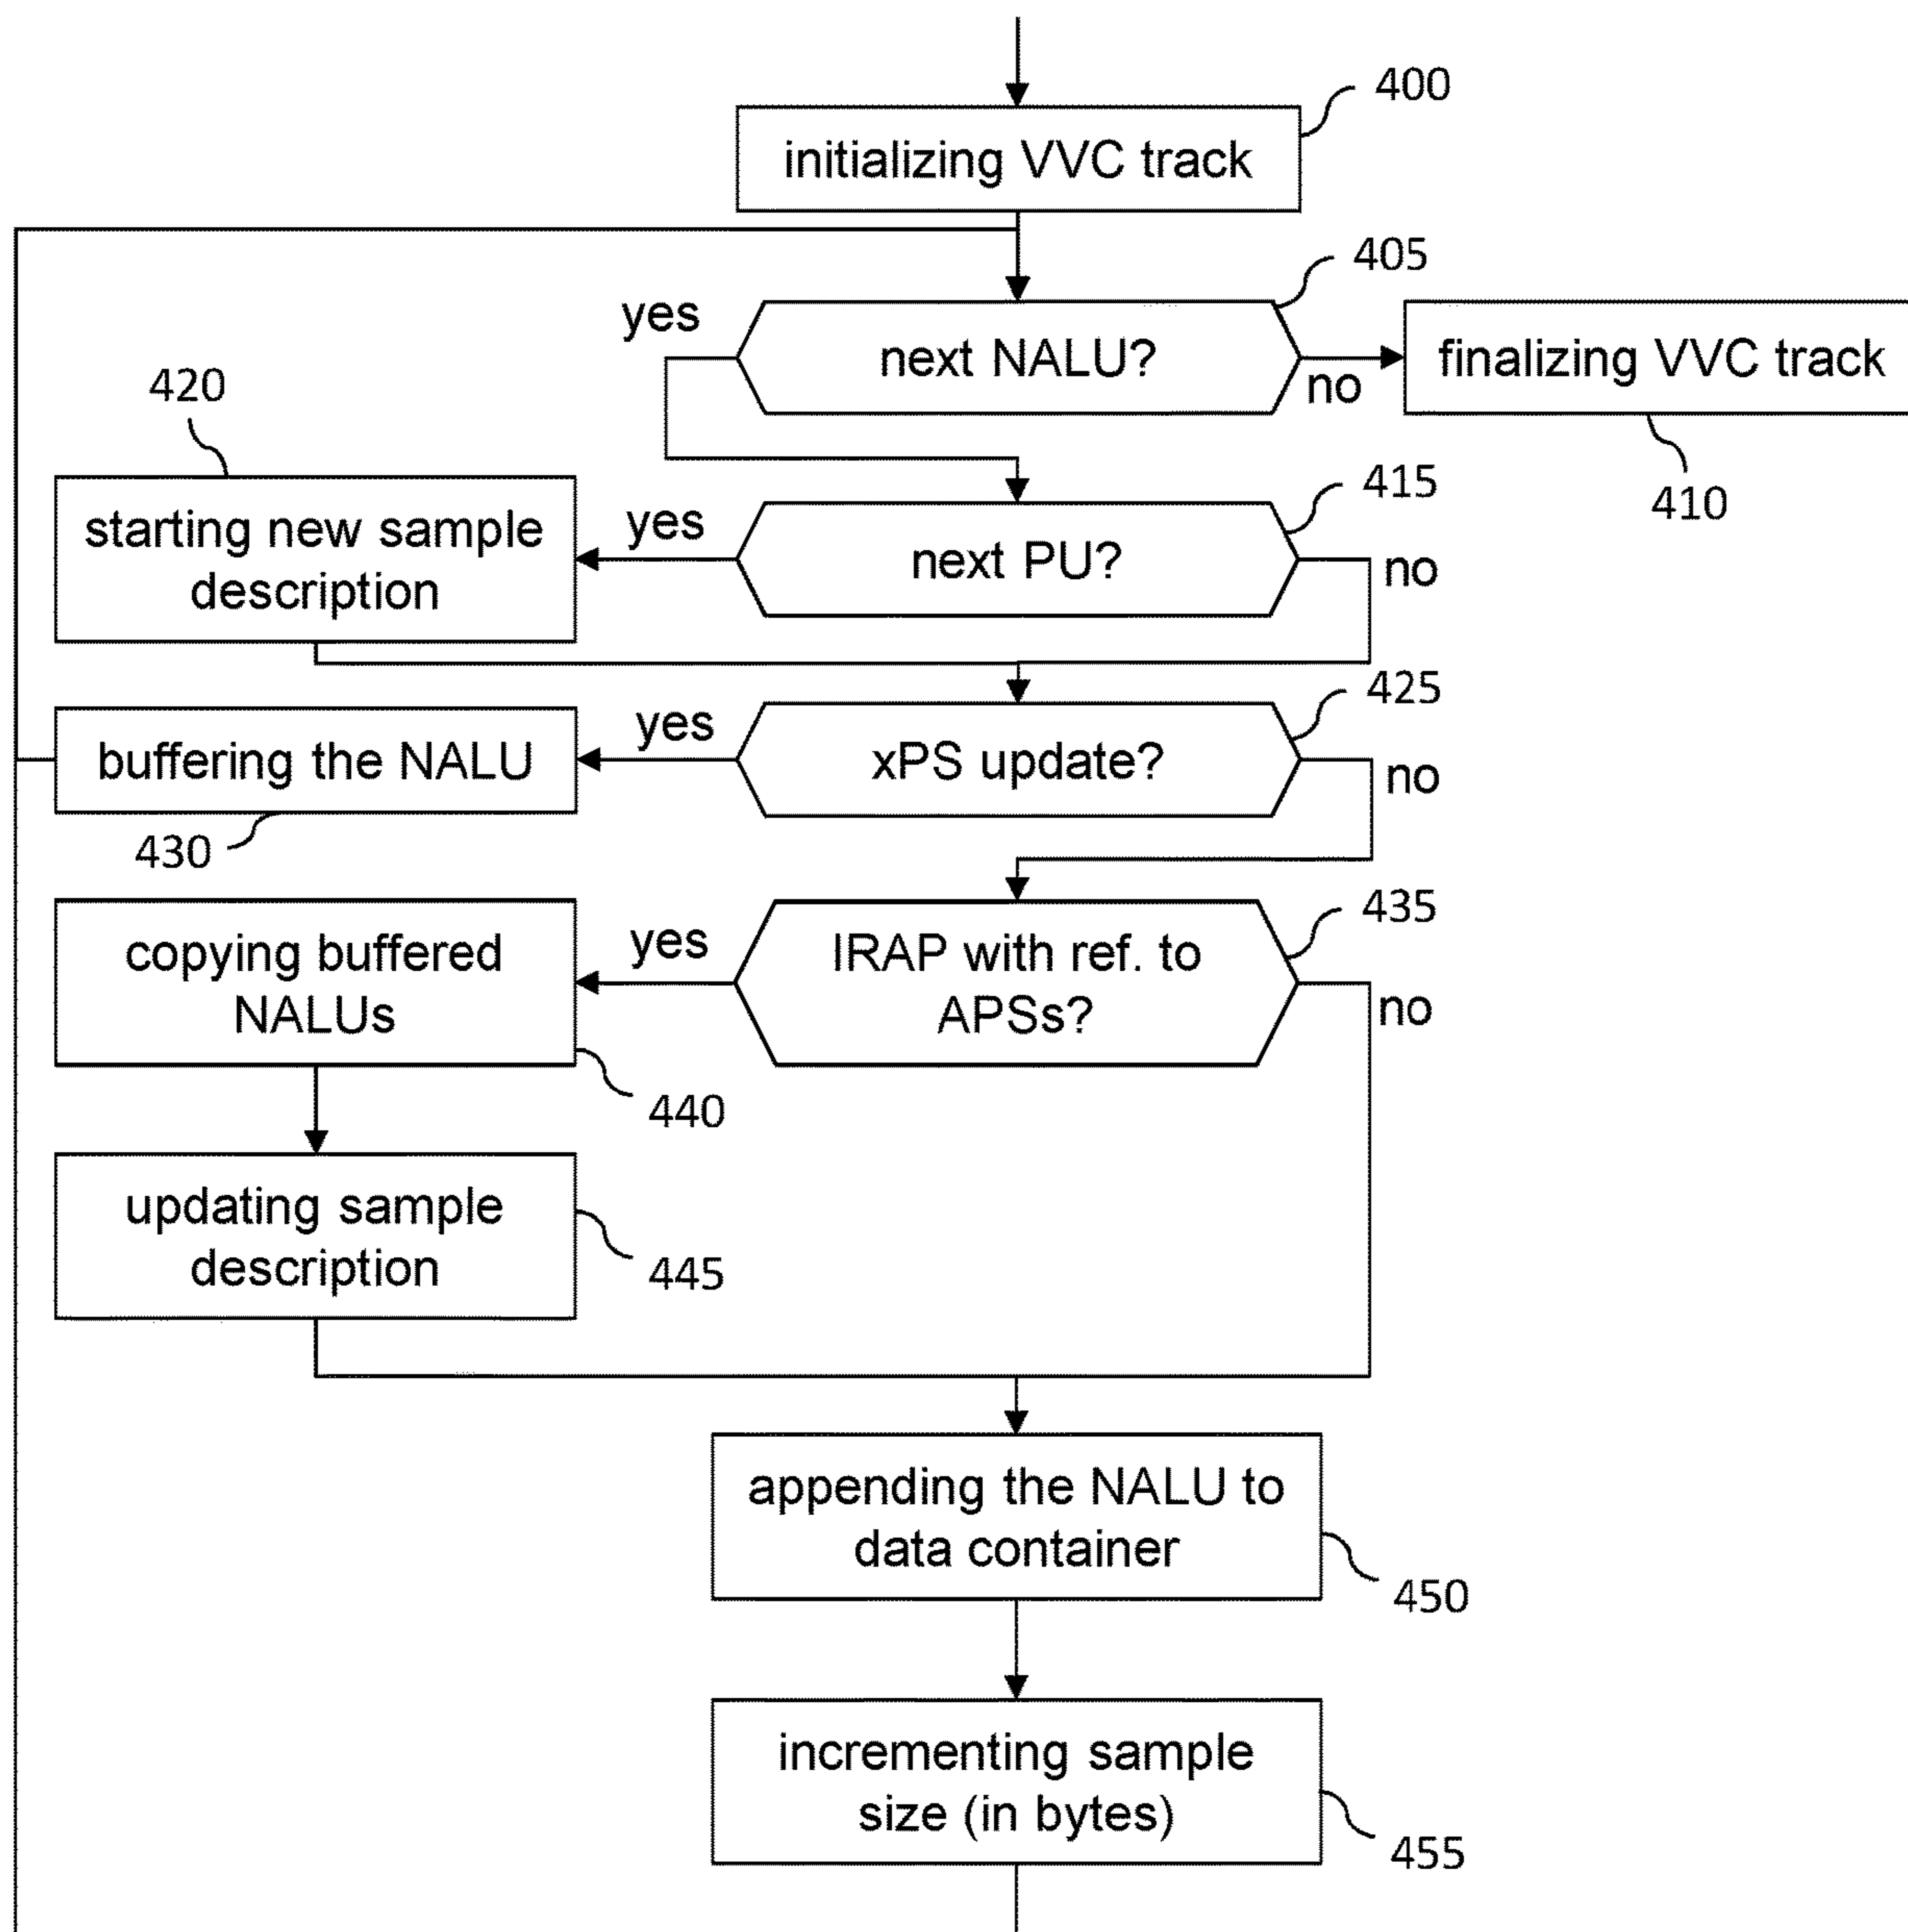 400
initializing VVC track
405
yes
next NALU?
no
finalizing VVC track
410
420
415
starting new sample
description
yes
next PU?
no
425
buffering the NALU
yes
xPS update?
no
430
435
copying buffered
NALUs
yes
IRAP with ref. to
APSs?
no
440
updating sample
description
445
appending the NALU to
data container
450
incrementing sample
size (in bytes)
455